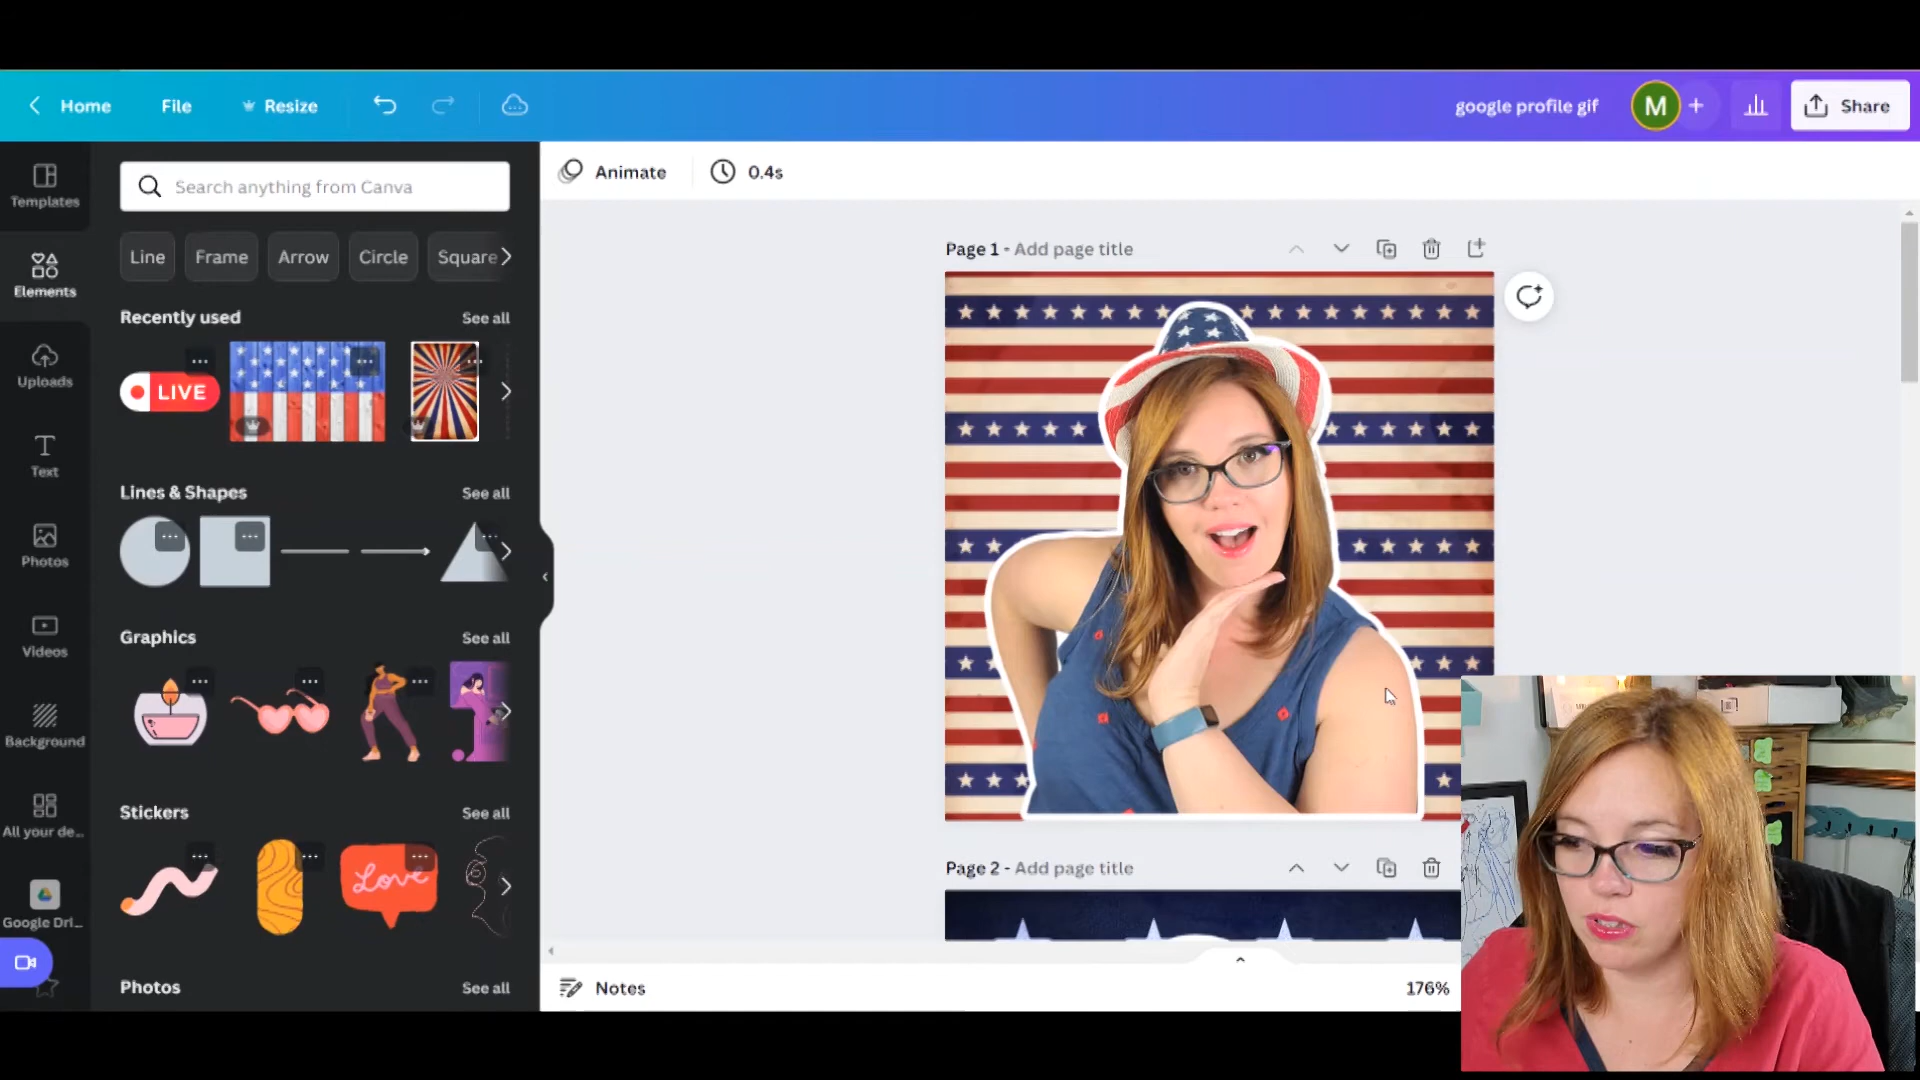 Home
File
Resize
google profile gif
M
Share
Templates
Elements
Uploads
Text
Photos
Videos
Background
All your de...
Google Dri...
Search anything from Canva
Line
Frame
Arrow
Circle
Square
Recently used
See all
LIVE
Lines & Shapes
See all
Graphics
See all
Stickers
See all
Love
Photos
See all
Animate
0.4s
Page 1 - Add page title
Page 2 - Add page title
Notes
176%